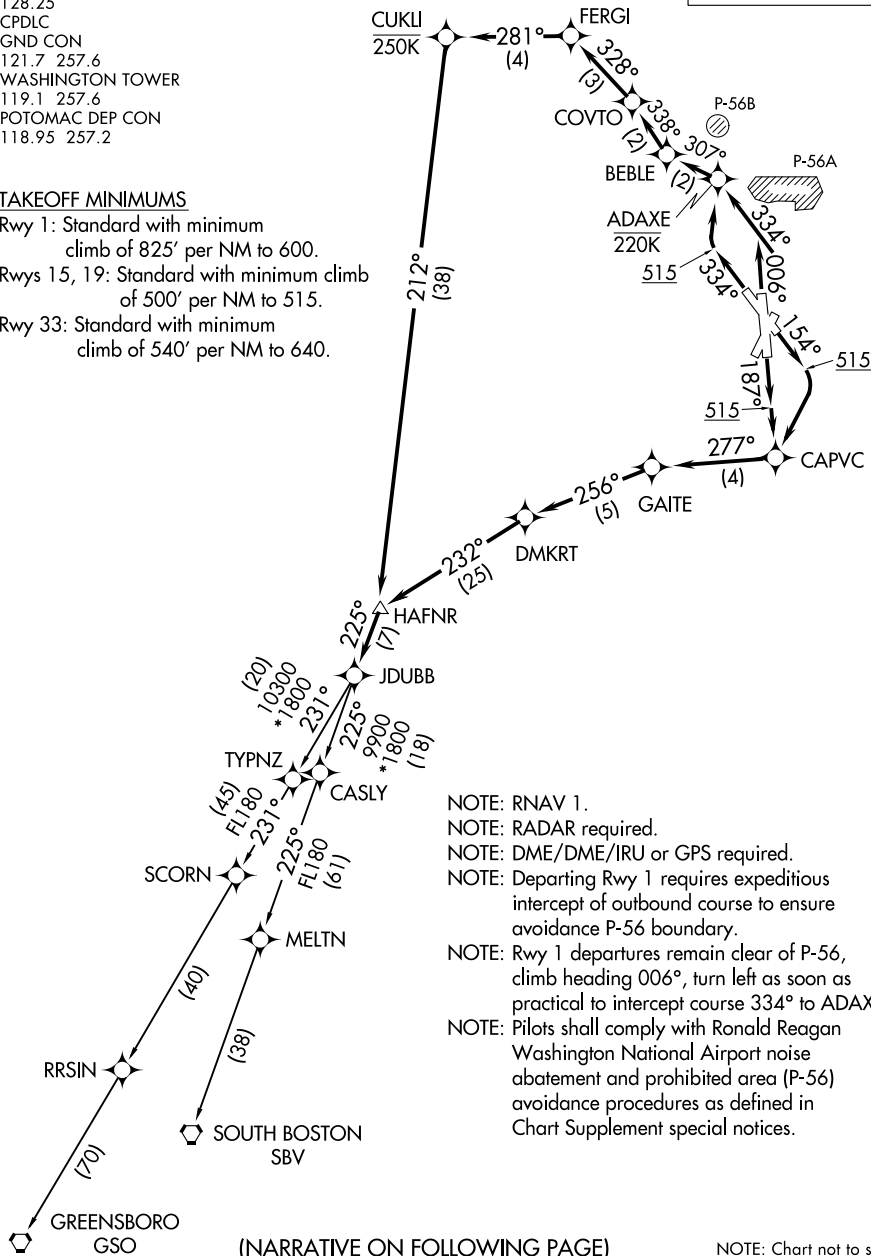 128.25
CPDLC
GND CON
121.7 257.6
WASHINGTON TOWER
119.1 257.6
POTOMAC DEP CON
118.95 257.2
TAKEOFF MINIMUMS
Rwy 1: Standard with minimum
climb of 825' per NM to 600.
Rwys 15, 19: Standard with minimum climb
of 500' per NM to 515.
Rwy 33: Standard with minimum
climb of 540' per NM to 640.
CUKLI
250K
281°
(4)
FERGI
328°
(3)
COVTO
338°
(2)
P-56B
BEBLE
307°
(2)
P-56A
ADAXE
220K
334°
515
334°
006°
154°
515
187°
515
212°
(38)
277°
(4)
CAPVC
256°
(5)
GAITE
232°
(25)
DMKRT
HAFNR
225°
(7)
JDUBB
(20)
10300
*1800
231°
225°
9900
*1800
(18)
TYPNZ
CASLY
(45)
FL180
231°
225°
FL180
(61)
SCORN
MELTN
(40)
(38)
RRSIN
SOUTH BOSTON
SBV
(70)
GREENSBORO
GSO
NOTE: RNAV 1.
NOTE: RADAR required.
NOTE: DME/DME/IRU or GPS required.
NOTE: Departing Rwy 1 requires expeditious
intercept of outbound course to ensure
avoidance P-56 boundary.
NOTE: Rwy 1 departures remain clear of P-56,
climb heading 006°, turn left as soon as
practical to intercept course 334° to ADAX
NOTE: Pilots shall comply with Ronald Reagan
Washington National Airport noise
abatement and prohibited area (P-56)
avoidance procedures as defined in
Chart Supplement special notices.
(NARRATIVE ON FOLLOWING PAGE)
NOTE: Chart not to s